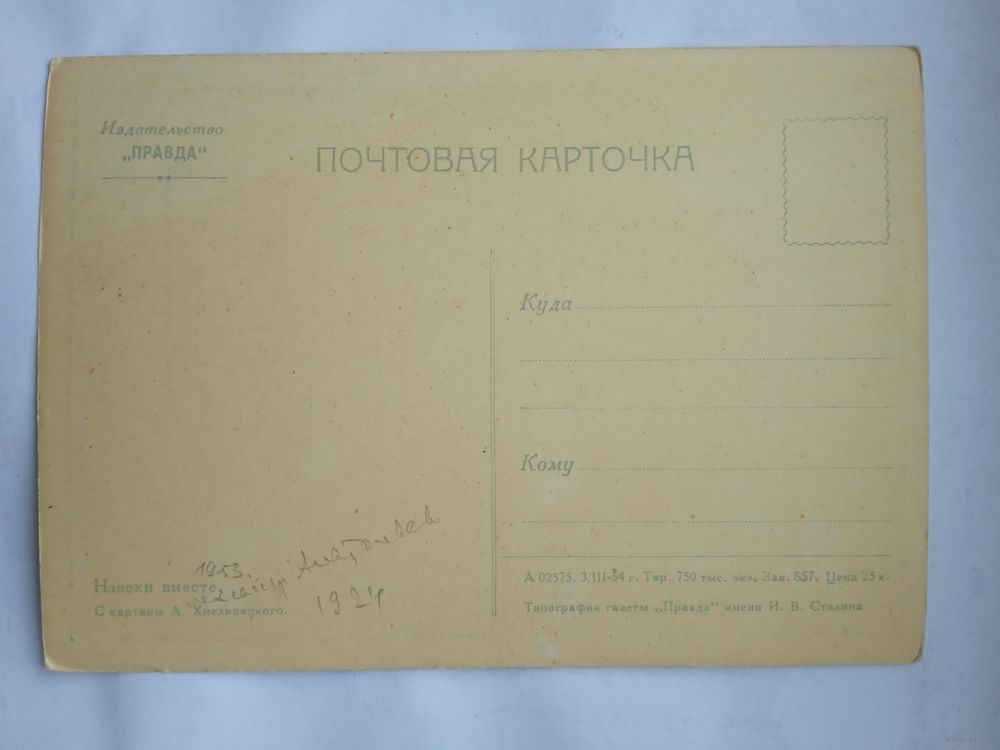 Издательство
„ПРАВДА“
ПОЧТОВАЯ КАРТОЧКА
Куда
Кому
1953.
Навеки вместе.
С картины А. Хмельницкого.
1924
А 02575. 3/III-54 г. Тир. 750 тыс. экз. Зак. 857. Цена 25 к.
Типография газеты „Правда“ имени И. В. Сталина